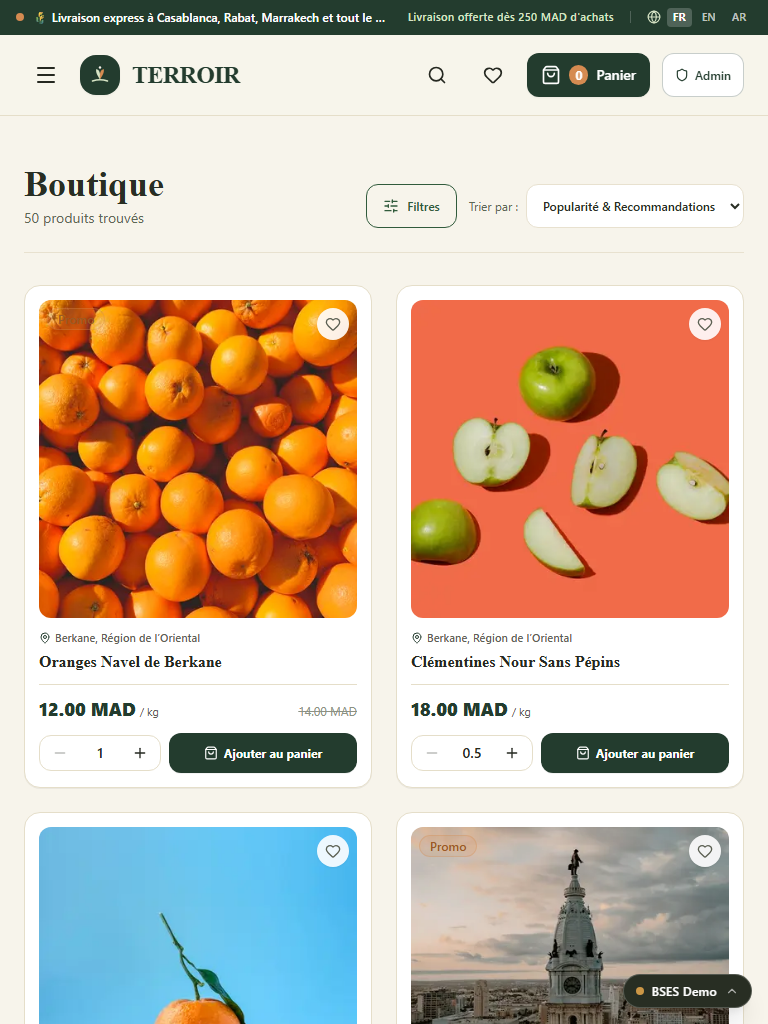 Livraison express à Casablanca, Rabat, Marrakech et tout le ...
Livraison offerte dès 250 MAD d'achats
FR EN AR
TERROIR
0 Panier
Admin
Boutique
50 produits trouvés
Filtres
Trier par :
Popularité & Recommandations
Berkane, Région de l'Oriental
Oranges Navel de Berkane
12.00 MAD / kg
14.00 MAD
1
Ajouter au panier
Berkane, Région de l'Oriental
Clémentines Nour Sans Pépins
18.00 MAD / kg
0.5
Ajouter au panier
Promo
BSES Demo